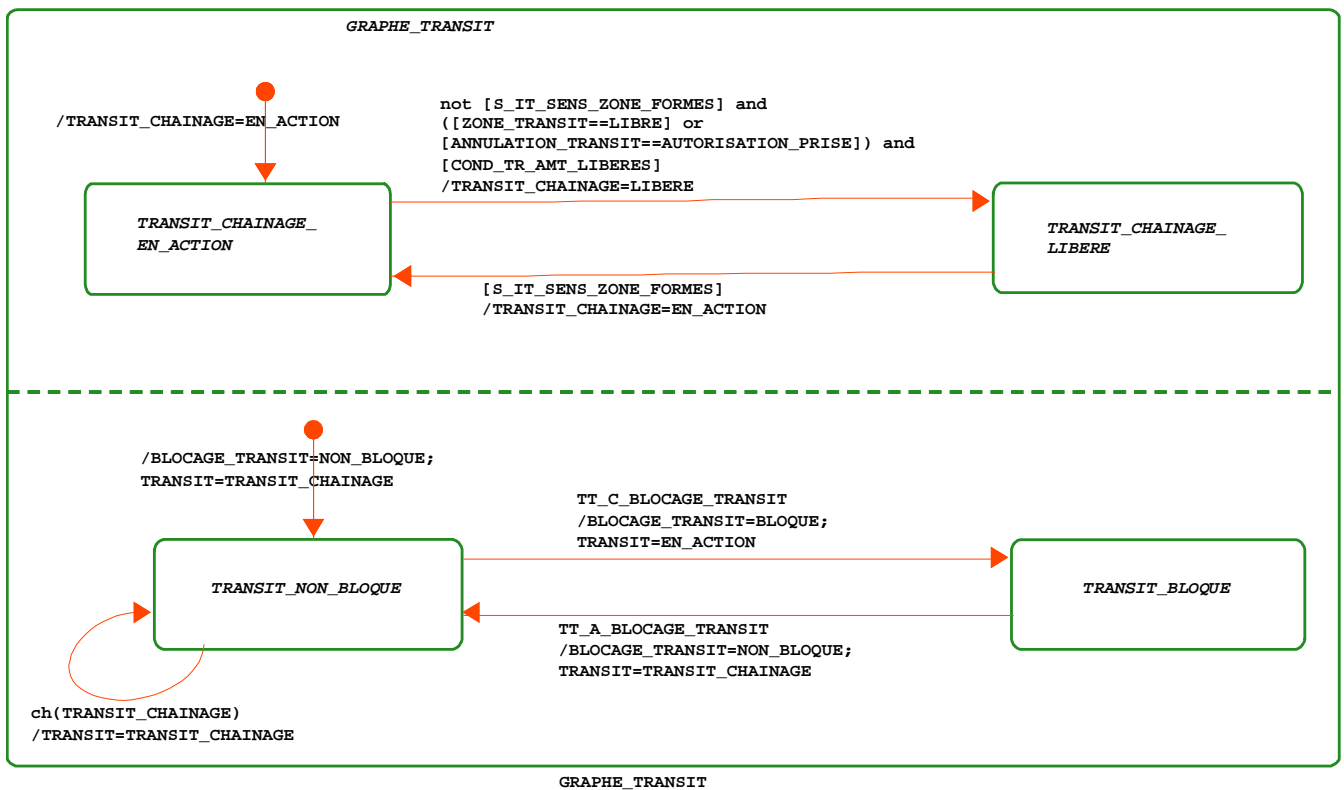 GRAPHE_TRANSIT
/TRANSIT_CHAINAGE=EN_ACTION
not [S_IT_SENS_ZONE_FORMES] and
([ZONE_TRANSIT==LIBRE] or
[ANNULATION_TRANSIT==AUTORISATION_PRISE]) and
[COND_TR_AMT_LIBERES]
/TRANSIT_CHAINAGE=LIBERE
TRANSIT_CHAINAGE_
EN_ACTION
TRANSIT_CHAINAGE_
LIBERE
[S_IT_SENS_ZONE_FORMES]
/TRANSIT_CHAINAGE=EN_ACTION
/BLOCAGE_TRANSIT=NON_BLOQUE;
TRANSIT=TRANSIT_CHAINAGE
TT_C_BLOCAGE_TRANSIT
/BLOCAGE_TRANSIT=BLOQUE;
TRANSIT=EN_ACTION
TRANSIT_NON_BLOQUE
TRANSIT_BLOQUE
TT_A_BLOCAGE_TRANSIT
/BLOCAGE_TRANSIT=NON_BLOQUE;
TRANSIT=TRANSIT_CHAINAGE
ch(TRANSIT_CHAINAGE)
/TRANSIT=TRANSIT_CHAINAGE
GRAPHE_TRANSIT